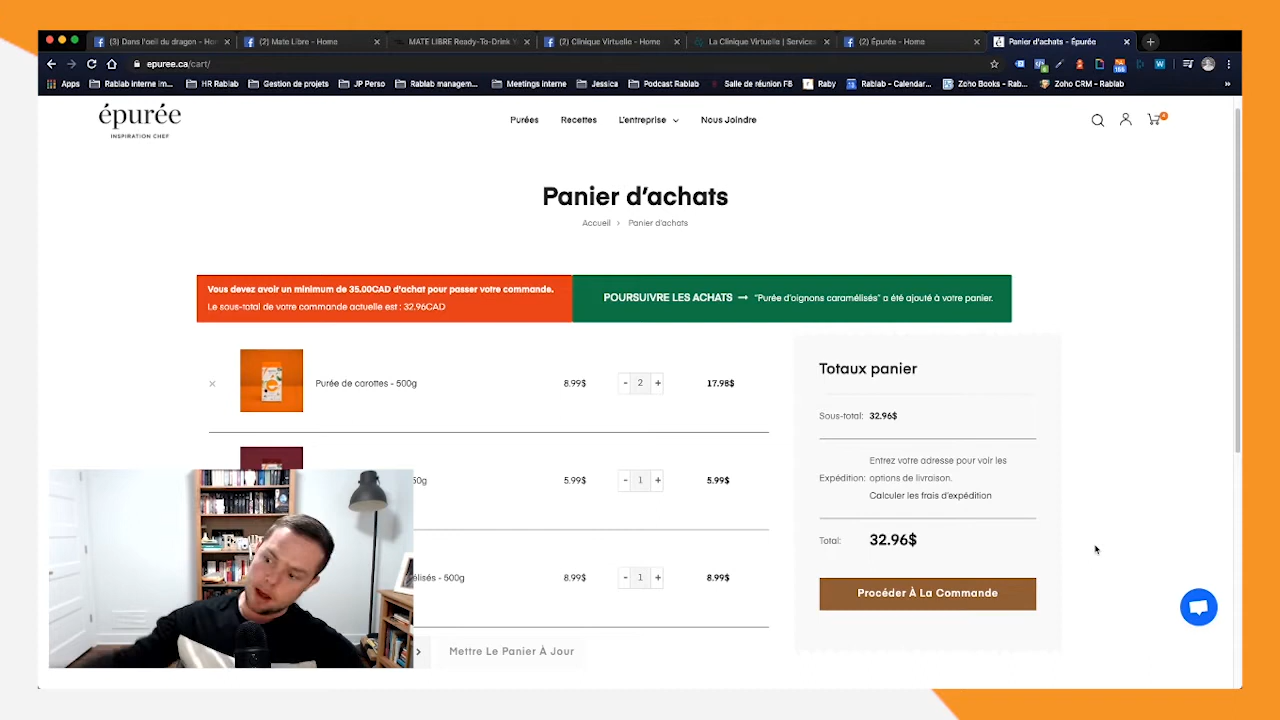 (3) Dans l'oeil du dragon - Ho
(2) Mate Libre - Home
MATE LIBRE Ready-To-Drink Y
(2) Clinique Virtuelle - Home
La Clinique Virtuelle | Services
(2) Épurée - Home
Panier d'achats - Épurée
epuree.ca/cart/
Apps
Rablab interne im...
HR Rablab
Gestion de projets
JP Perso
Rablab managem...
Meetings interne
Jessica
Podcast Rablab
Salle de réunion F8
Raby
Rablab - Calendar...
Zoho Books - Rab...
Zoho CRM - Rablab
»
épurée
INSPIRATION CHEF
Purées
Recettes
L'entreprise
Nous Joindre
4
Panier d'achats
Accueil > Panier d'achats
Vous devez avoir un minimum de 35.00CAD d'achat pour passer votre commande.
Le sous-total de votre commande actuelle est : 32.96CAD
POURSUIVRE LES ACHATS → "Purée d'oignons caramélisés" a été ajouté à votre panier.
× Purée de carottes - 500g 8.99$ - 2 + 17.98$
50g 5.99$ - 1 + 5.99$
élisés - 500g 8.99$ - 1 + 8.99$
Mettre Le Panier À Jour
Totaux panier
Sous-total: 32.96$
Expédition: Entrez votre adresse pour voir les
options de livraison.
Calculer les frais d'expédition
Total: 32.96$
Procéder À La Commande